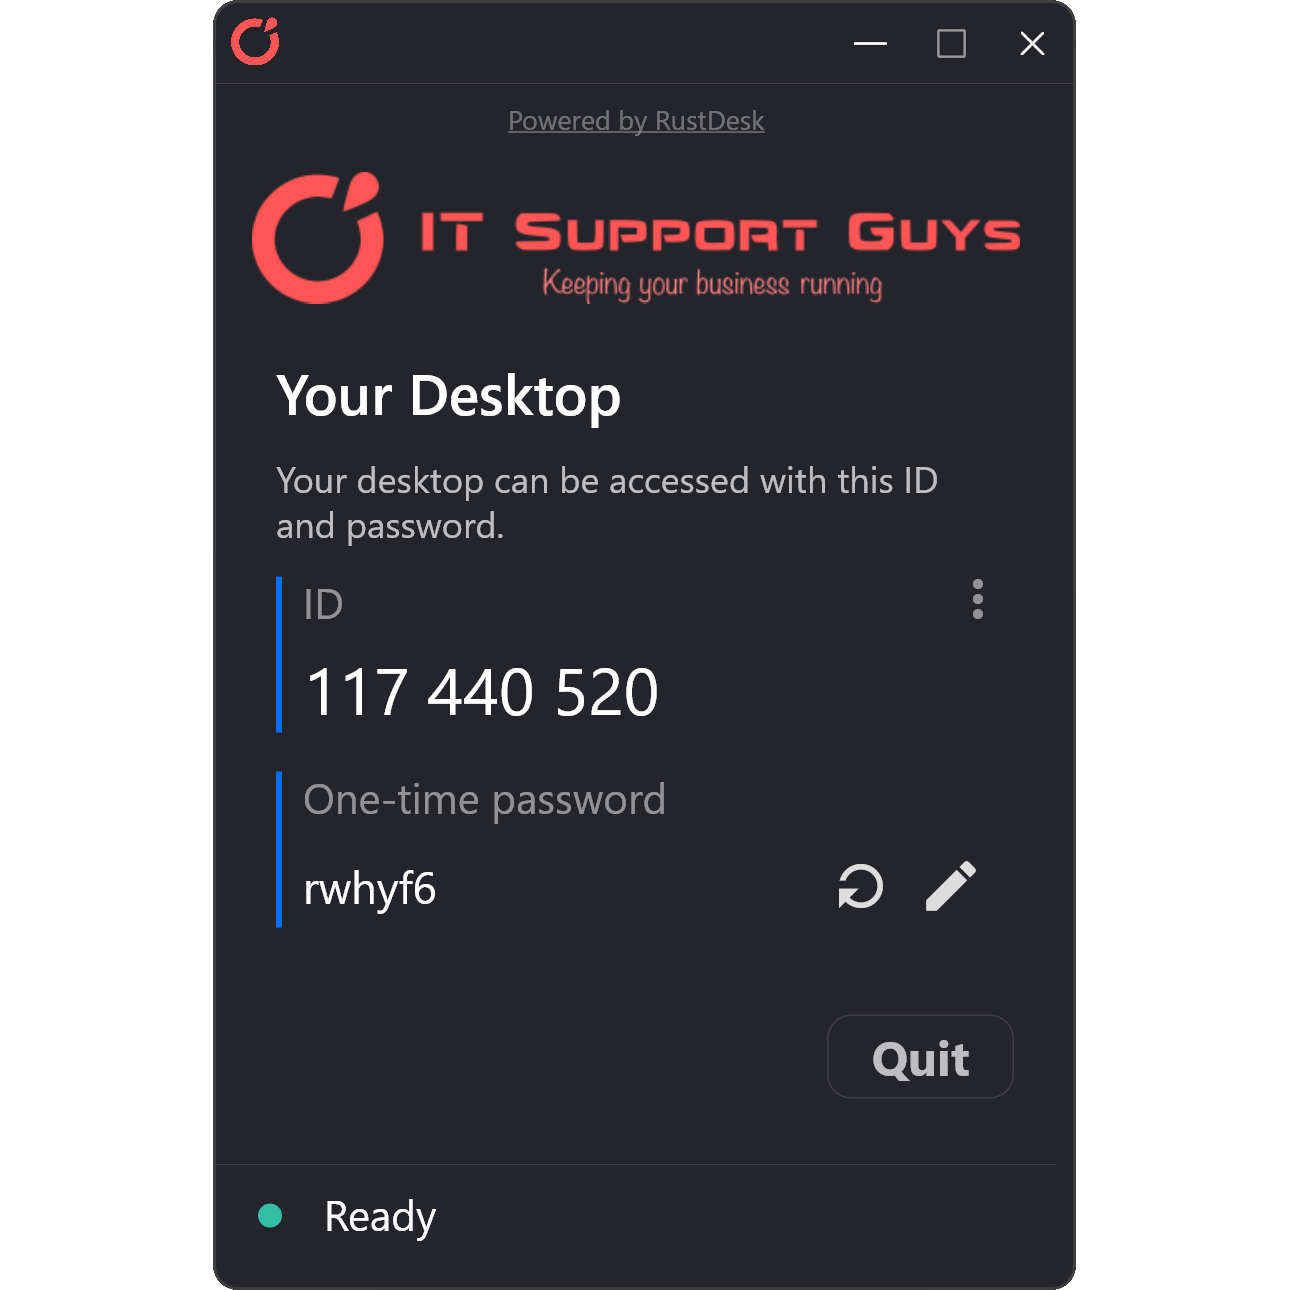 Powered by RustDesk
IT Support Guys
Keeping your business running
Your Desktop
Your desktop can be accessed with this ID
and password.
ID
117 440 520
One-time password
rwhyf6
Quit
Ready